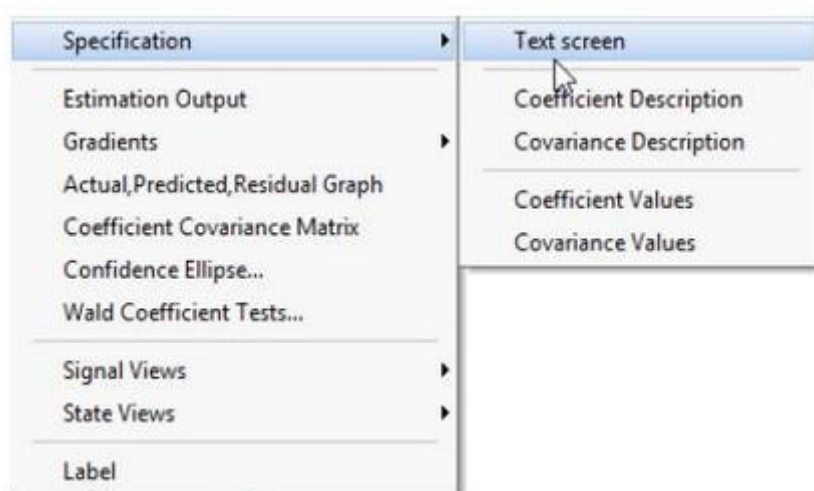 Specification
Estimation Output
Gradients
Actual,Predicted,Residual Graph
Coefficient Covariance Matrix
Confidence Ellipse...
Wald Coefficient Tests...
Signal Views
State Views
Label
Text screen
Coefficient Description
Covariance Description
Coefficient Values
Covariance Values